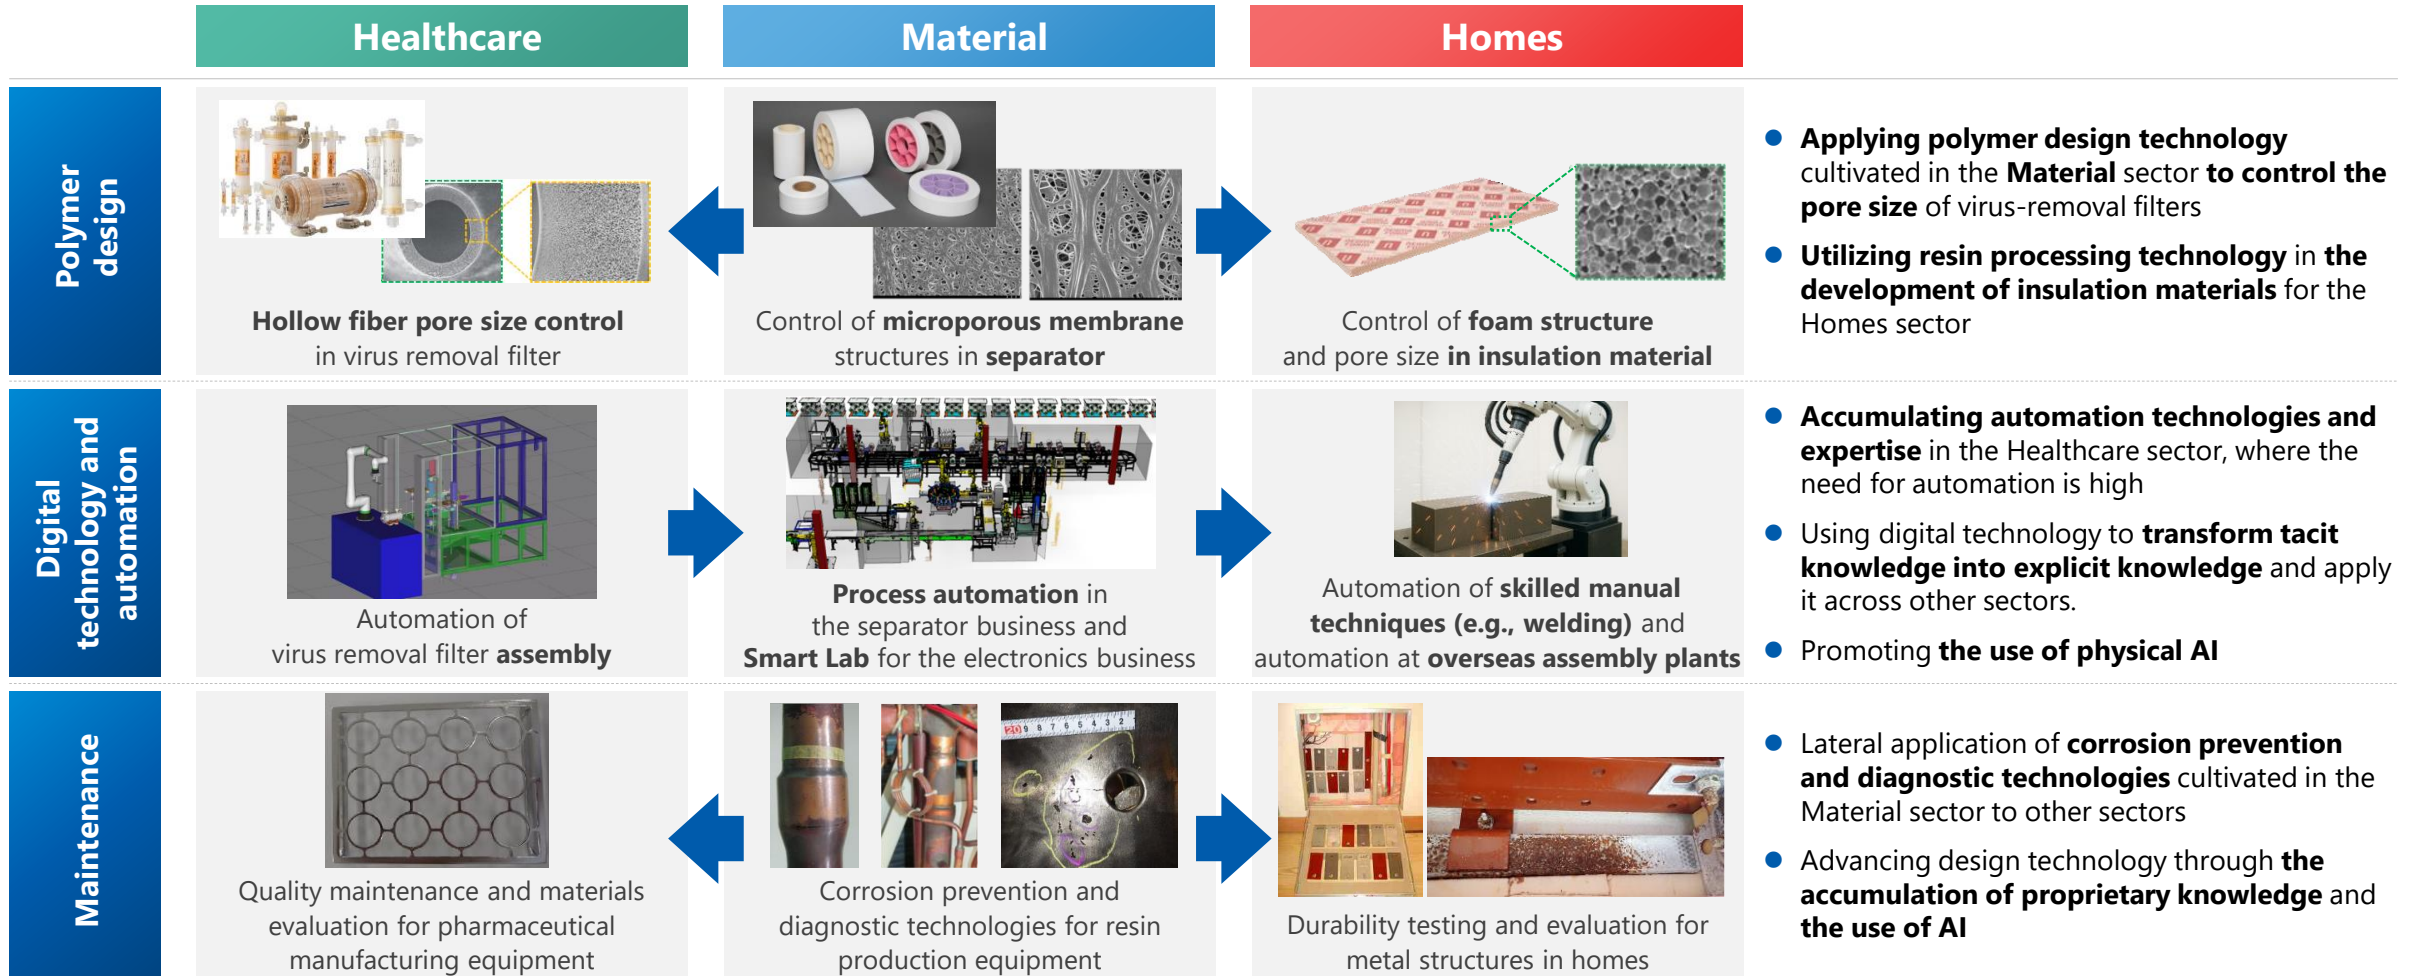 Healthcare
Material
Homes
Polymer
design
Hollow fiber pore size control
in virus removal filter
Control of microporous membrane
structures in separator
Control of foam structure
and pore size in insulation material
Applying polymer design technology
cultivated in the Material sector to control the
pore size of virus-removal filters
Utilizing resin processing technology in the
development of insulation materials for the
Homes sector
Digital
technology and
automation
Automation of
virus removal filter assembly
Process automation in
the separator business and
Smart Lab for the electronics business
Automation of skilled manual
techniques (e.g., welding) and
automation at overseas assembly plants
Accumulating automation technologies and
expertise in the Healthcare sector, where the
need for automation is high
Using digital technology to transform tacit
knowledge into explicit knowledge and apply
it across other sectors.
Promoting the use of physical AI
Maintenance
20 9 8 7 6 5 4 3 2
Quality maintenance and materials
evaluation for pharmaceutical
manufacturing equipment
Corrosion prevention and
diagnostic technologies for resin
production equipment
Durability testing and evaluation for
metal structures in homes
Lateral application of corrosion prevention
and diagnostic technologies cultivated in the
Material sector to other sectors
Advancing design technology through the
accumulation of proprietary knowledge and
the use of AI